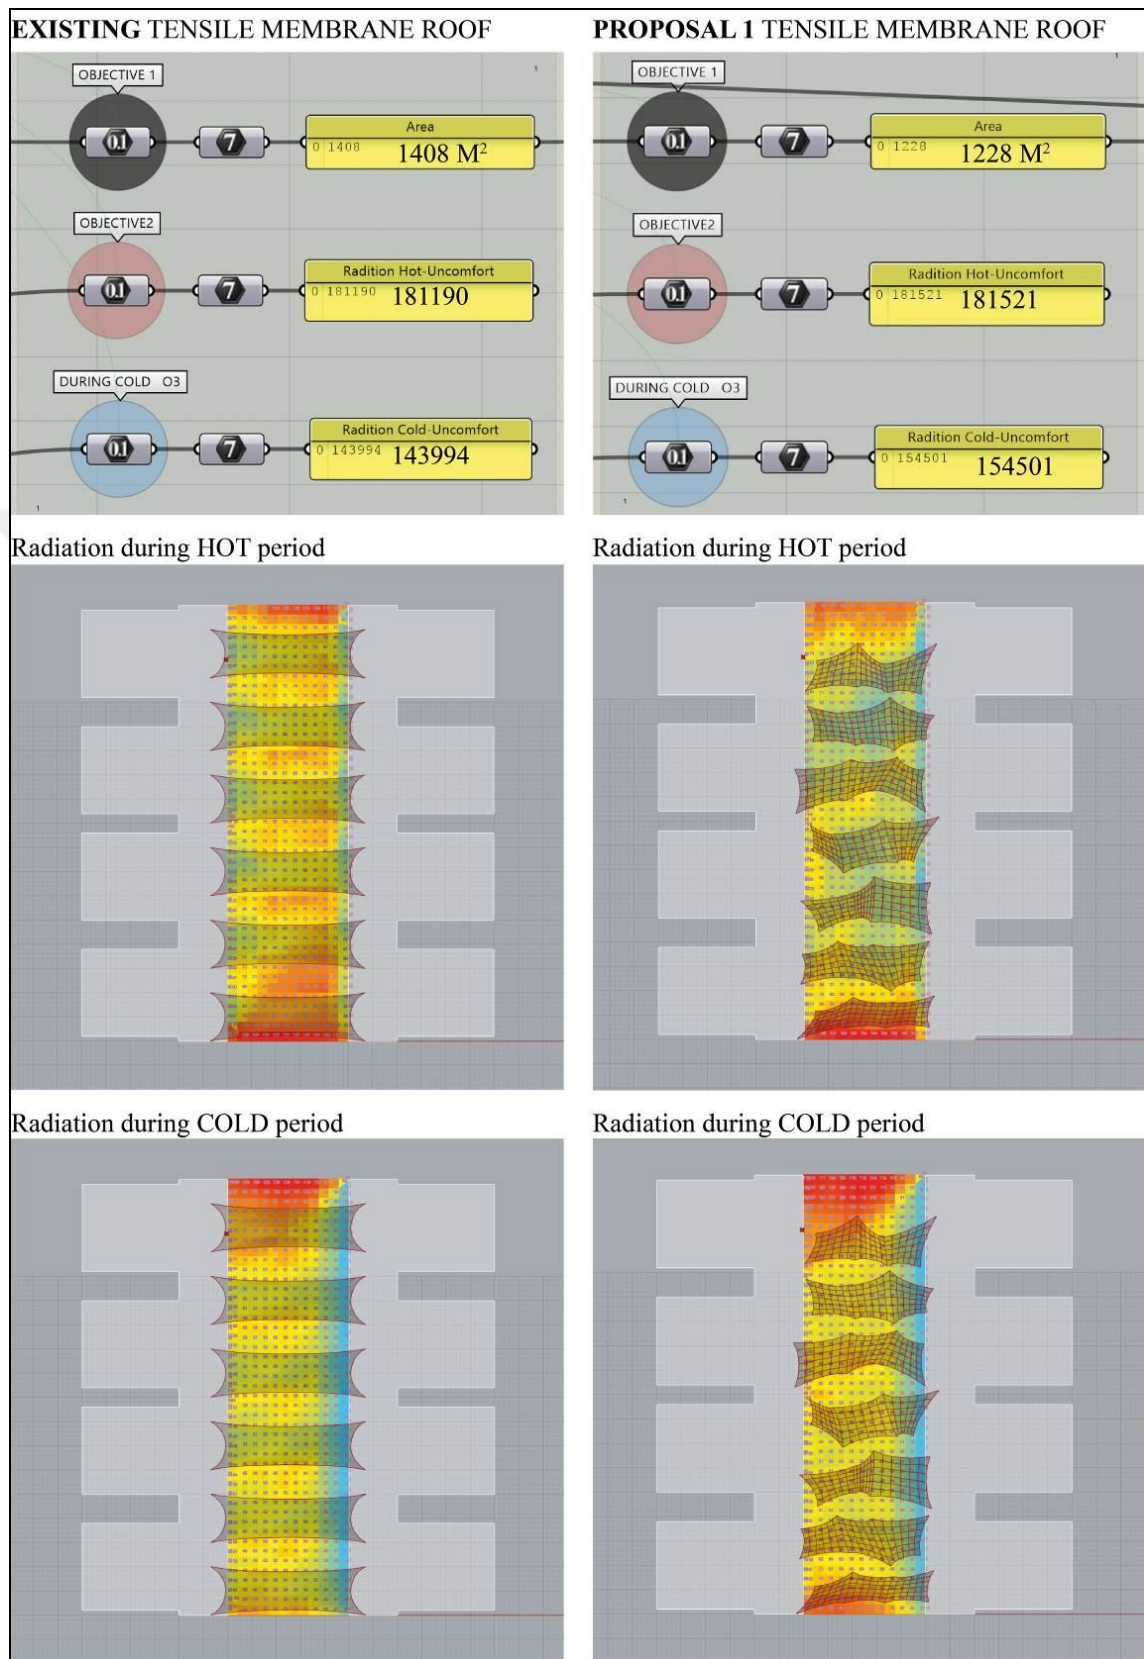 EXISTING TENSILE MEMBRANE ROOF
OBJECTIVE 1
0.1
7
Area
0 1408
1408 M²
OBJECTIVE2
0.1
7
Radition Hot-Uncomfort
0 181190
181190
DURING COLD O3
0.1
7
Radition Cold-Uncomfort
0 143994
143994
1
1
PROPOSAL 1 TENSILE MEMBRANE ROOF
OBJECTIVE 1
0.1
7
Area
0 1228
1228 M²
OBJECTIVE2
0.1
7
Radition Hot-Uncomfort
0 181521
181521
DURING COLD O3
0.1
7
Radition Cold-Uncomfort
0 154501
154501
1
1
Radiation during HOT period
Radiation during HOT period
Radiation during COLD period
Radiation during COLD period